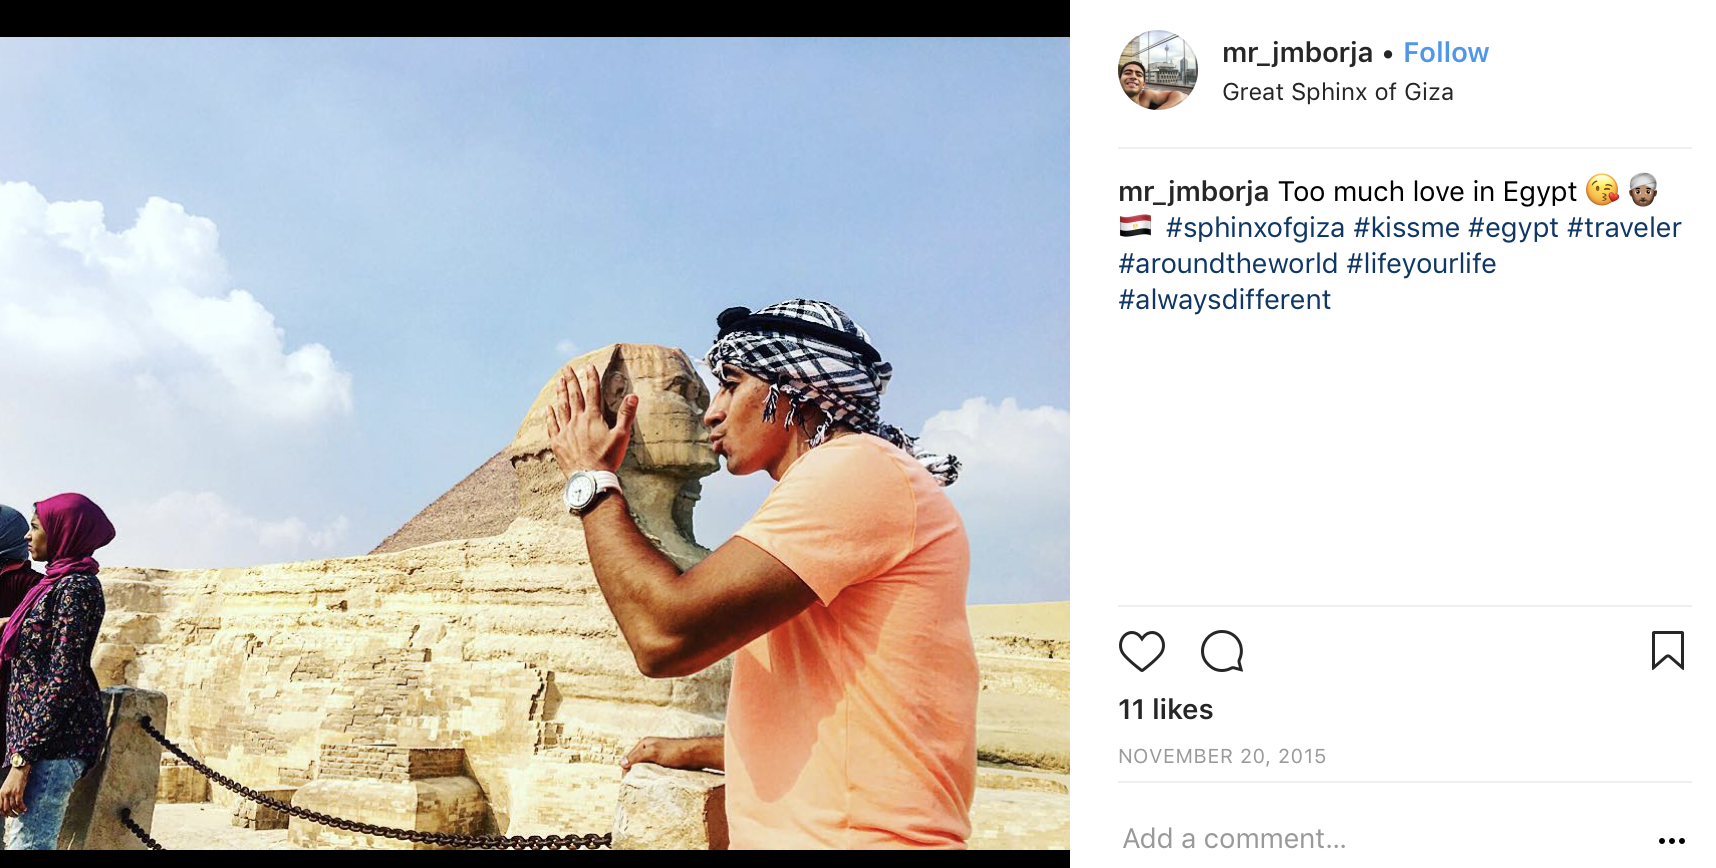 mr_jmborja • Follow
Great Sphinx of Giza
mr_jmborja Too much love in Egypt 😘 👳🏾
🇪🇬 #sphinxofgiza #kissme #egypt #traveler
#aroundtheworld #lifeyourlife
#alwaysdifferent
11 likes
NOVEMBER 20, 2015
Add a comment...